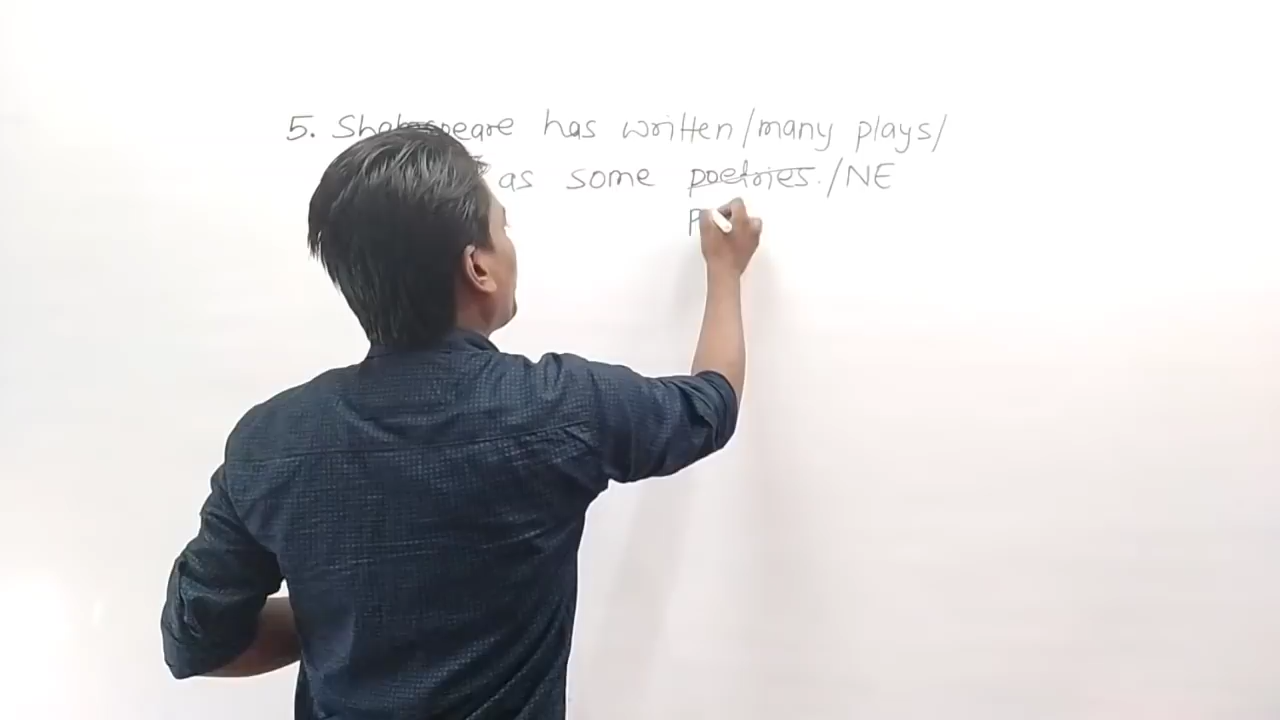 5. Shakespeare has written/many plays/
as some poetries./NE
P